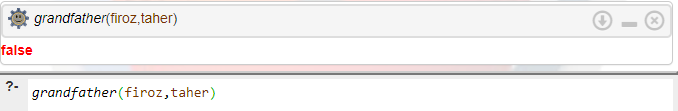 grandfather(firoz,taher)
false
?- grandfather(firoz,taher)